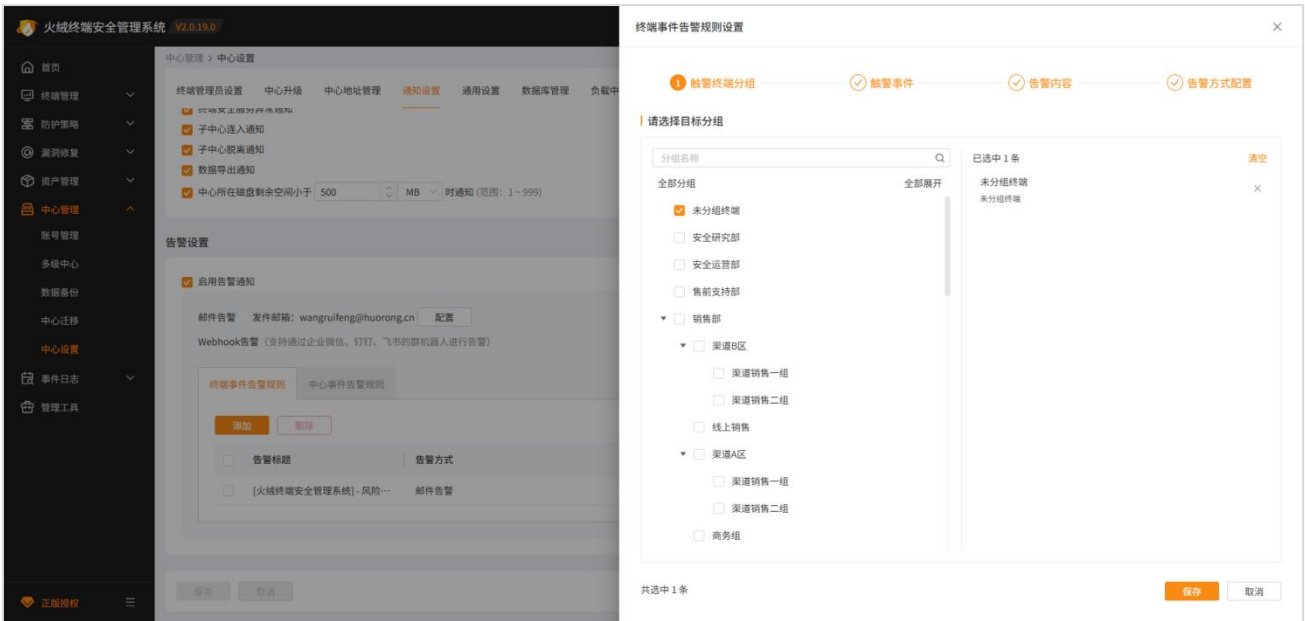 火绒终端安全管理系统 V2.0.19.0
首页
终端管理
防护策略
漏洞修复
资产管理
中心管理
账号管理
多级中心
数据备份
中心迁移
中心设置
事件日志
管理工具
正版授权
中心管理 > 中心设置
终端管理员设置 中心升级 中心地址管理 通知设置 通用设置 数据库管理 负载中
终端安全服务异常通知
子中心连入通知
子中心脱离通知
数据导出通知
中心所在磁盘剩余空间小于 500 MB 时通知 (范围: 1 ~ 999)
告警设置
启用告警通知
邮件告警 发件邮箱: wangruifeng@huorong.cn 配置
Webhook告警 (支持通过企业微信、钉钉、飞书的群机器人进行告警)
终端事件告警规则 中心事件告警规则
添加 删除
告警标题 告警方式
[火绒终端安全管理系统] - 风险… 邮件告警
保存 取消
终端事件告警规则设置
1 触警终端分组 触警事件 告警内容 告警方式配置
请选择目标分组
分组名称
全部分组 全部展开
未分组终端
安全研究部
安全运营部
售前支持部
销售部
渠道B区
渠道销售一组
渠道销售二组
线上销售
渠道A区
渠道销售一组
渠道销售二组
商务组
已选中 1 条 清空
未分组终端
未分组终端
共选中 1 条
保存 取消